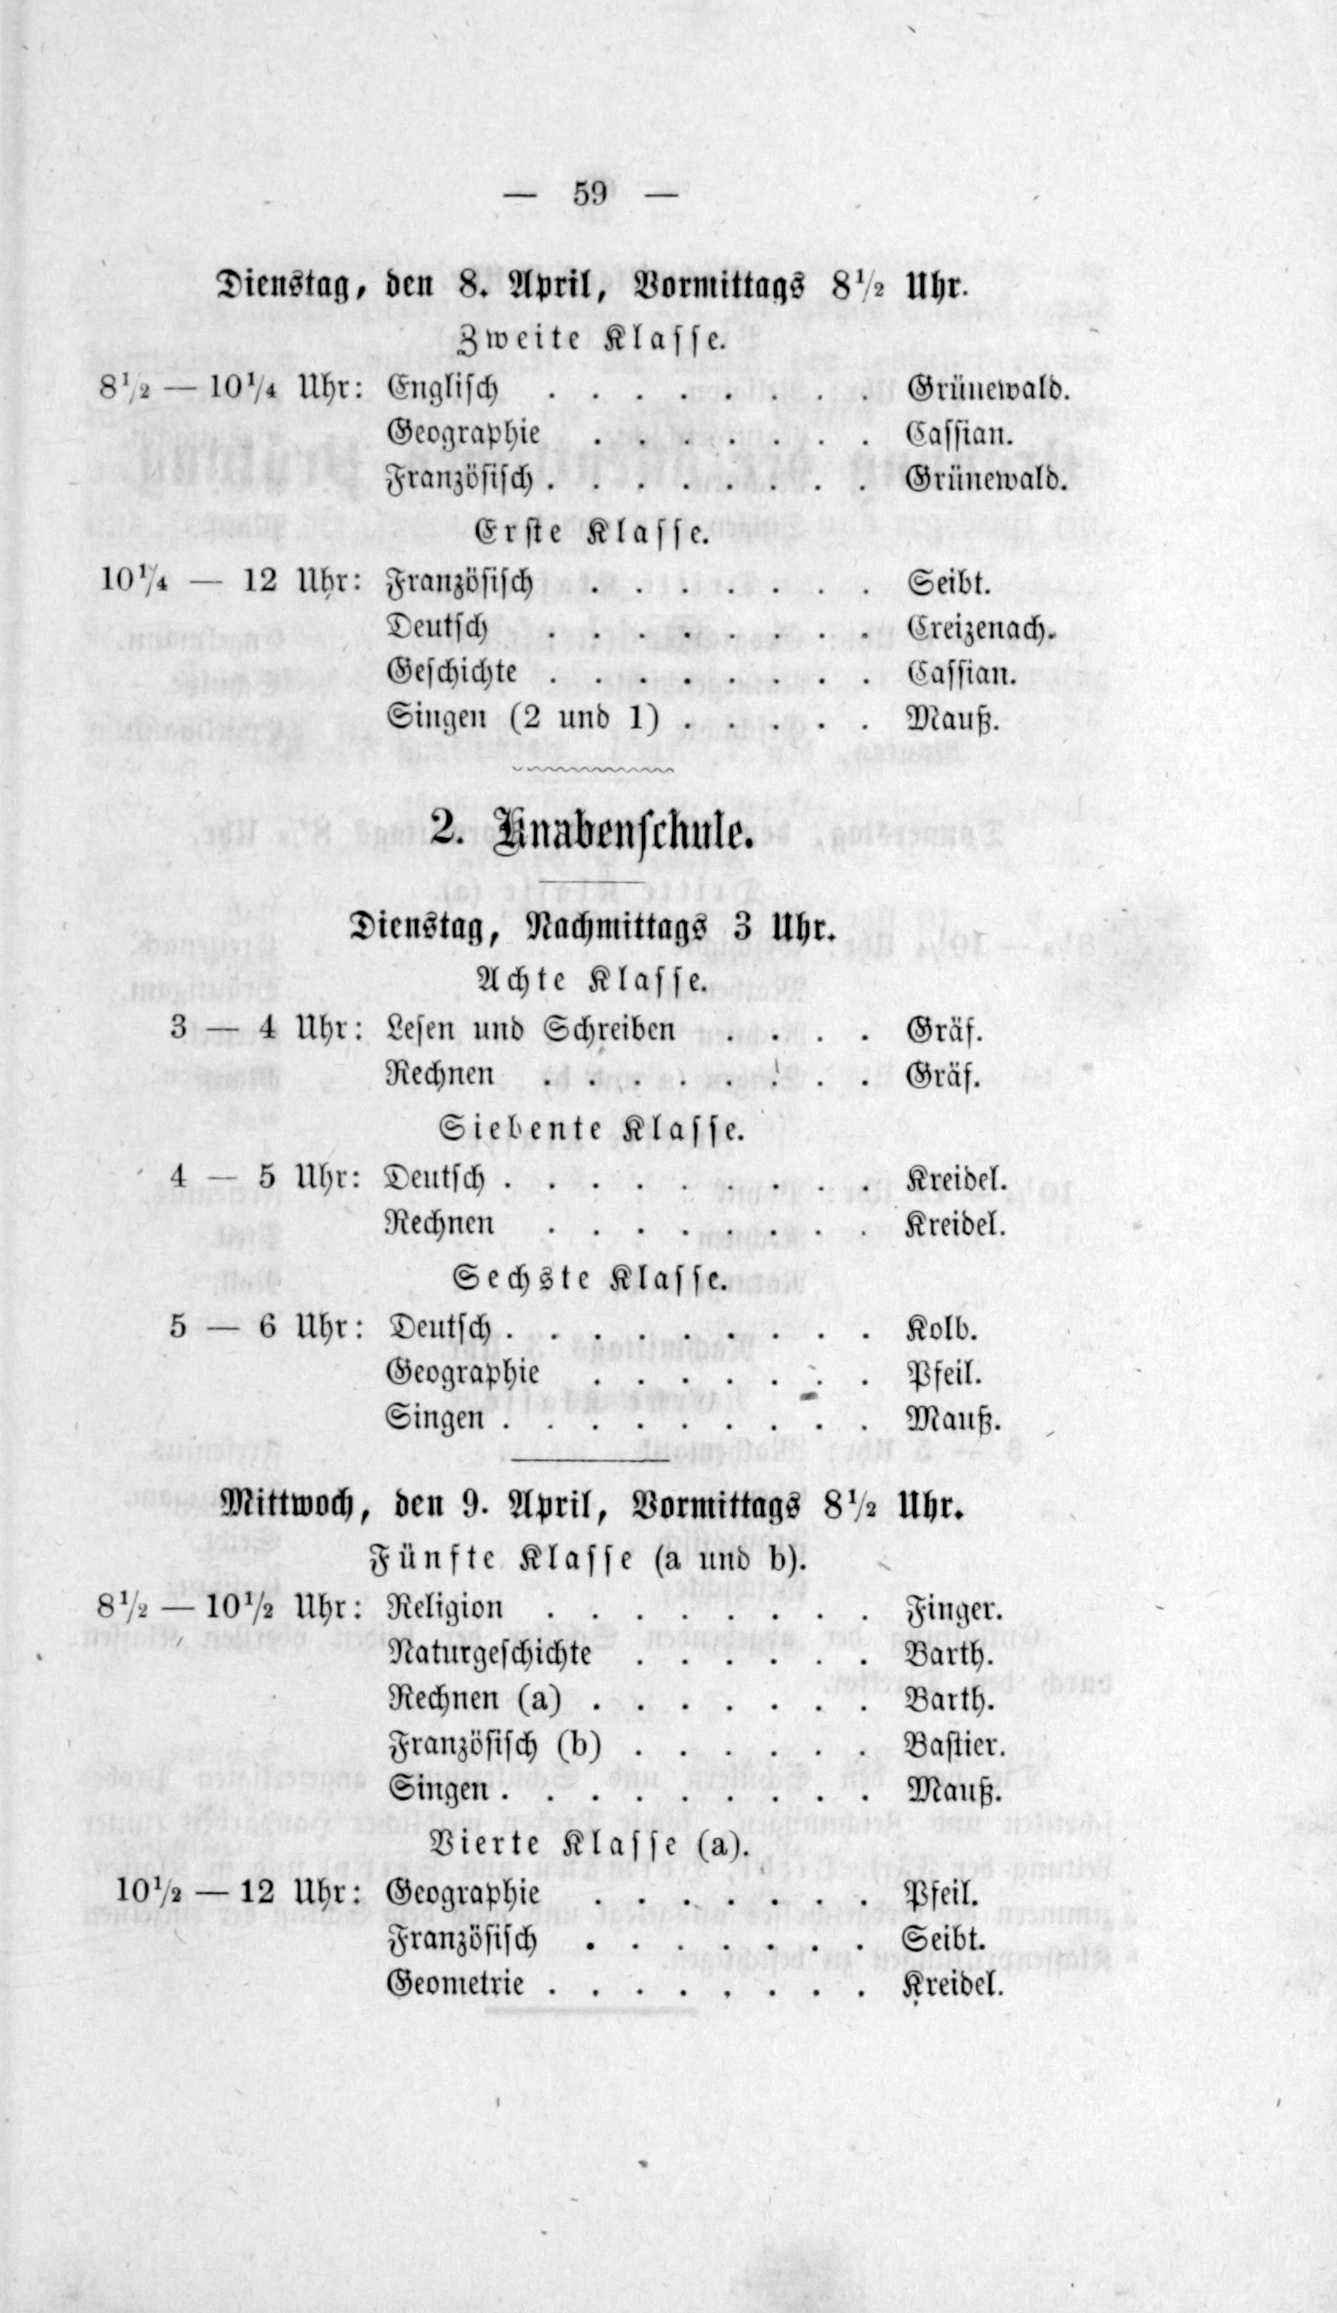 — 59 —
Dienstag, den 8. April, Vormittags 8½ Uhr.
Zweite Klasse.
8½ — 10¼ Uhr: Englisch . . . . . . . . Grünewald.
Geographie . . . . . . . Cassian.
Französisch . . . . . . . . Grünewald.
Erste Klasse.
10¼ — 12 Uhr: Französisch . . . . . . . Seibt.
Deutsch . . . . . . . . Creizenach.
Geschichte . . . . . . . . Cassian.
Singen (2 und 1) . . . . . Mauß.
2. Knabenschule.
Dienstag, Nachmittags 3 Uhr.
Achte Klasse.
3 — 4 Uhr: Lesen und Schreiben . . . . Gräf.
Rechnen . . . . . . . . Gräf.
Siebente Klasse.
4 — 5 Uhr: Deutsch . . . . . . . . . Kreidel.
Rechnen . . . . . . . . Kreidel.
Sechste Klasse.
5 — 6 Uhr: Deutsch . . . . . . . . . Kolb.
Geographie . . . . . . . Pfeil.
Singen . . . . . . . . . Mauß.
Mittwoch, den 9. April, Vormittags 8½ Uhr.
Fünfte Klasse (a und b).
8½ — 10½ Uhr: Religion . . . . . . . . Finger.
Naturgeschichte . . . . . . Barth.
Rechnen (a) . . . . . . . Barth.
Französisch (b) . . . . . . Bastier.
Singen . . . . . . . . . Mauß.
Vierte Klasse (a).
10½ — 12 Uhr: Geographie . . . . . . . Pfeil.
Französisch . . . . . . . Seibt.
Geometrie . . . . . . . . Kreidel.